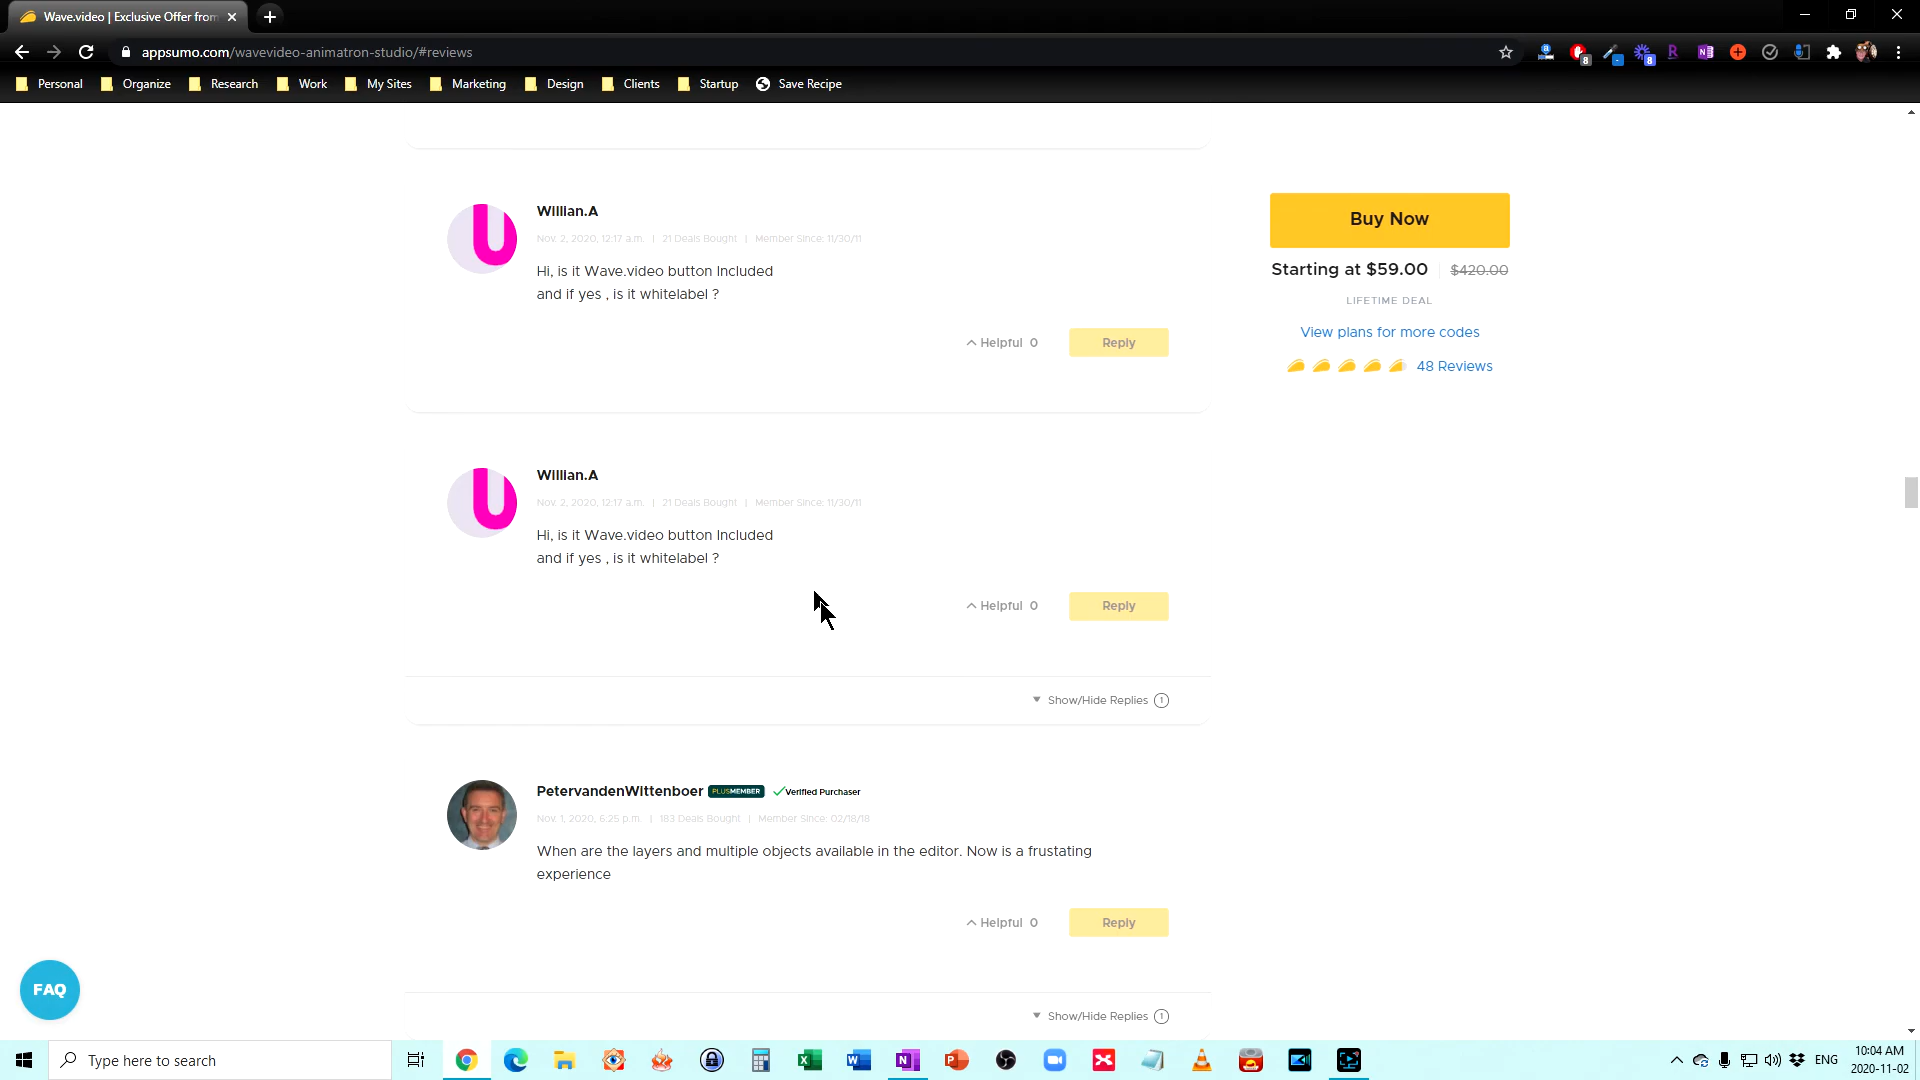 Wave.video | Exclusive Offer from
appsumo.com/wavevideo-animatron-studio/#reviews
8
8
Personal
Organize
Research
Work
My Sites
Marketing
Design
Clients
Startup
Save Recipe
Willian.A
Nov. 2, 2020, 12:17 a.m. | 21 Deals Bought | Member Since: 11/30/11
Hi, is it Wave.video button Included
and if yes , is it whitelabel ?
Helpful 0
Reply
Buy Now
Starting at $59.00 $420.00
LIFETIME DEAL
View plans for more codes
48 Reviews
Willian.A
Nov. 2, 2020, 12:17 a.m. | 21 Deals Bought | Member Since: 11/30/11
Hi, is it Wave.video button Included
and if yes , is it whitelabel ?
Helpful 0
Reply
Show/Hide Replies 1
PetervandenWittenboer PLUSMEMBER Verified Purchaser
Nov. 1, 2020, 6:25 p.m. | 183 Deals Bought | Member Since: 02/18/18
When are the layers and multiple objects available in the editor. Now is a frustating
experience
Helpful 0
Reply
Show/Hide Replies 1
FAQ
Type here to search
ENG
10:04 AM
2020-11-02